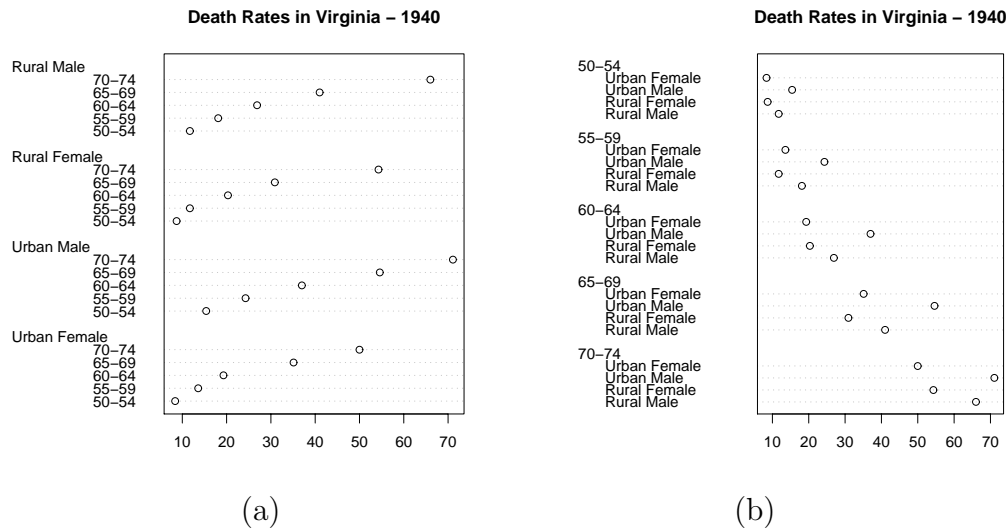 Death Rates in Virginia − 1940
Rural Male
70−74
65−69
60−64
55−59
50−54
Rural Female
70−74
65−69
60−64
55−59
50−54
Urban Male
70−74
65−69
60−64
55−59
50−54
Urban Female
70−74
65−69
60−64
55−59
50−54
10 20 30 40 50 60 70
(a)
Death Rates in Virginia − 1940
50−54
Urban Female
Urban Male
Rural Female
Rural Male
55−59
Urban Female
Urban Male
Rural Female
Rural Male
60−64
Urban Female
Urban Male
Rural Female
Rural Male
65−69
Urban Female
Urban Male
Rural Female
Rural Male
70−74
Urban Female
Urban Male
Rural Female
Rural Male
10 20 30 40 50 60 70
(b)